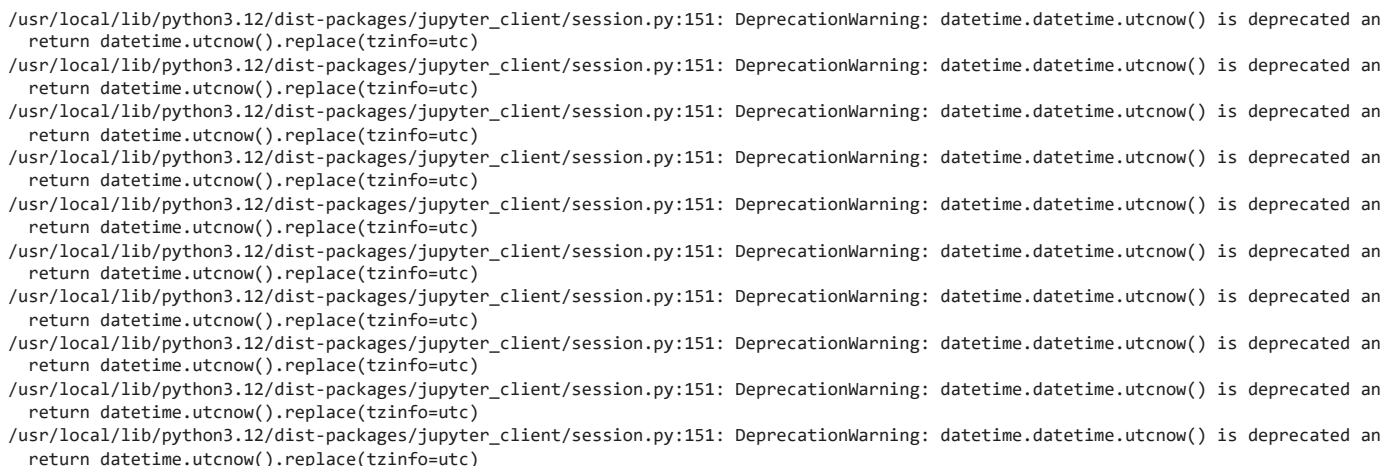 /usr/local/lib/python3.12/dist-packages/jupyter_client/session.py:151: DeprecationWarning: datetime.datetime.utcnow() is deprecated an
  return datetime.utcnow().replace(tzinfo=utc)
/usr/local/lib/python3.12/dist-packages/jupyter_client/session.py:151: DeprecationWarning: datetime.datetime.utcnow() is deprecated an
  return datetime.utcnow().replace(tzinfo=utc)
/usr/local/lib/python3.12/dist-packages/jupyter_client/session.py:151: DeprecationWarning: datetime.datetime.utcnow() is deprecated an
  return datetime.utcnow().replace(tzinfo=utc)
/usr/local/lib/python3.12/dist-packages/jupyter_client/session.py:151: DeprecationWarning: datetime.datetime.utcnow() is deprecated an
  return datetime.utcnow().replace(tzinfo=utc)
/usr/local/lib/python3.12/dist-packages/jupyter_client/session.py:151: DeprecationWarning: datetime.datetime.utcnow() is deprecated an
  return datetime.utcnow().replace(tzinfo=utc)
/usr/local/lib/python3.12/dist-packages/jupyter_client/session.py:151: DeprecationWarning: datetime.datetime.utcnow() is deprecated an
  return datetime.utcnow().replace(tzinfo=utc)
/usr/local/lib/python3.12/dist-packages/jupyter_client/session.py:151: DeprecationWarning: datetime.datetime.utcnow() is deprecated an
  return datetime.utcnow().replace(tzinfo=utc)
/usr/local/lib/python3.12/dist-packages/jupyter_client/session.py:151: DeprecationWarning: datetime.datetime.utcnow() is deprecated an
  return datetime.utcnow().replace(tzinfo=utc)
/usr/local/lib/python3.12/dist-packages/jupyter_client/session.py:151: DeprecationWarning: datetime.datetime.utcnow() is deprecated an
  return datetime.utcnow().replace(tzinfo=utc)
/usr/local/lib/python3.12/dist-packages/jupyter_client/session.py:151: DeprecationWarning: datetime.datetime.utcnow() is deprecated an
  return datetime.utcnow().replace(tzinfo=utc)